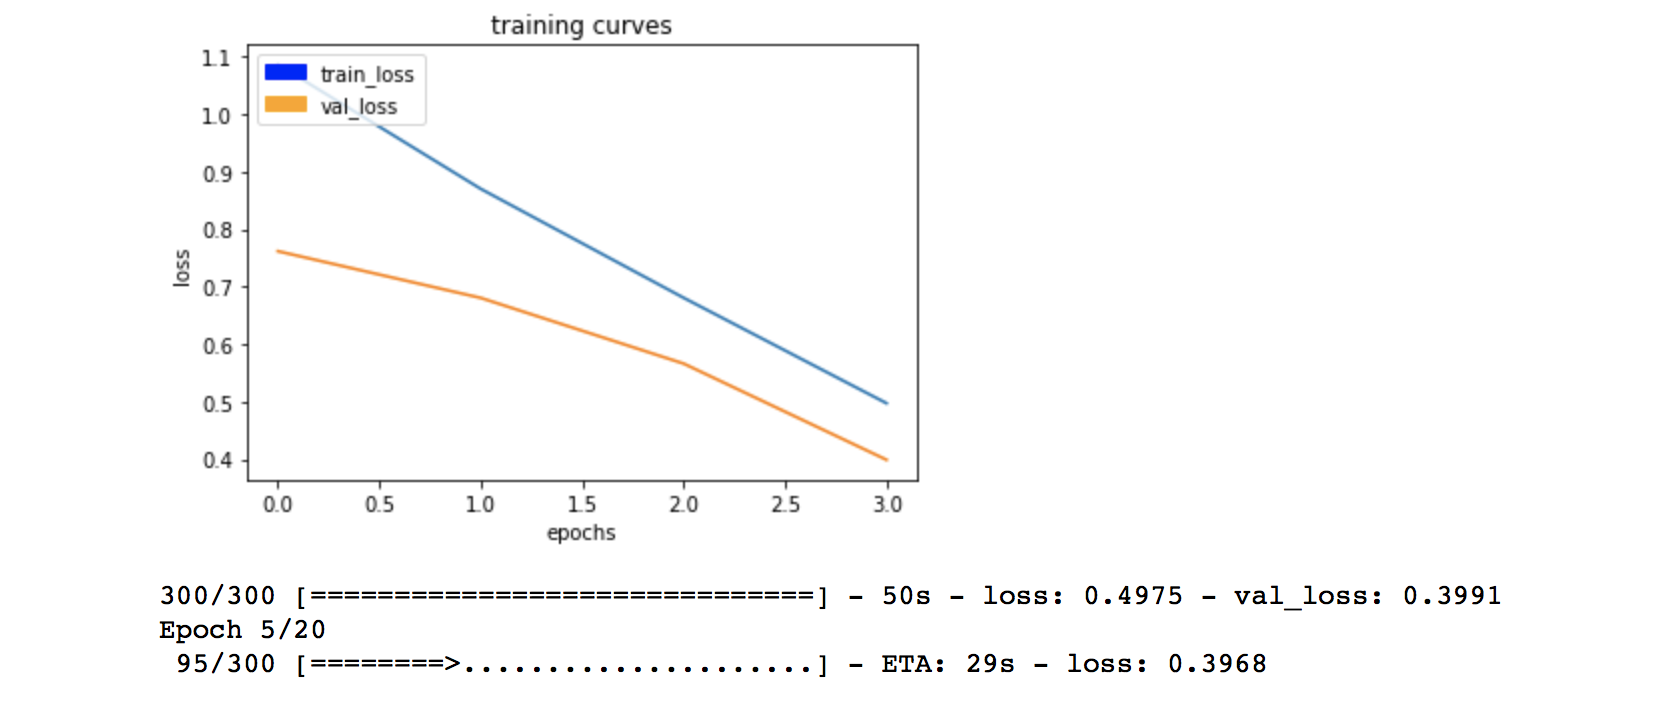 training curves
train_loss
val_loss
1.1
1.0
0.9
0.8
0.7
0.6
0.5
0.4
loss
0.0 0.5 1.0 1.5 2.0 2.5 3.0
epochs
300/300 [==============================] - 50s - loss: 0.4975 - val_loss: 0.3991
Epoch 5/20
95/300 [========>.....................] - ETA: 29s - loss: 0.3968